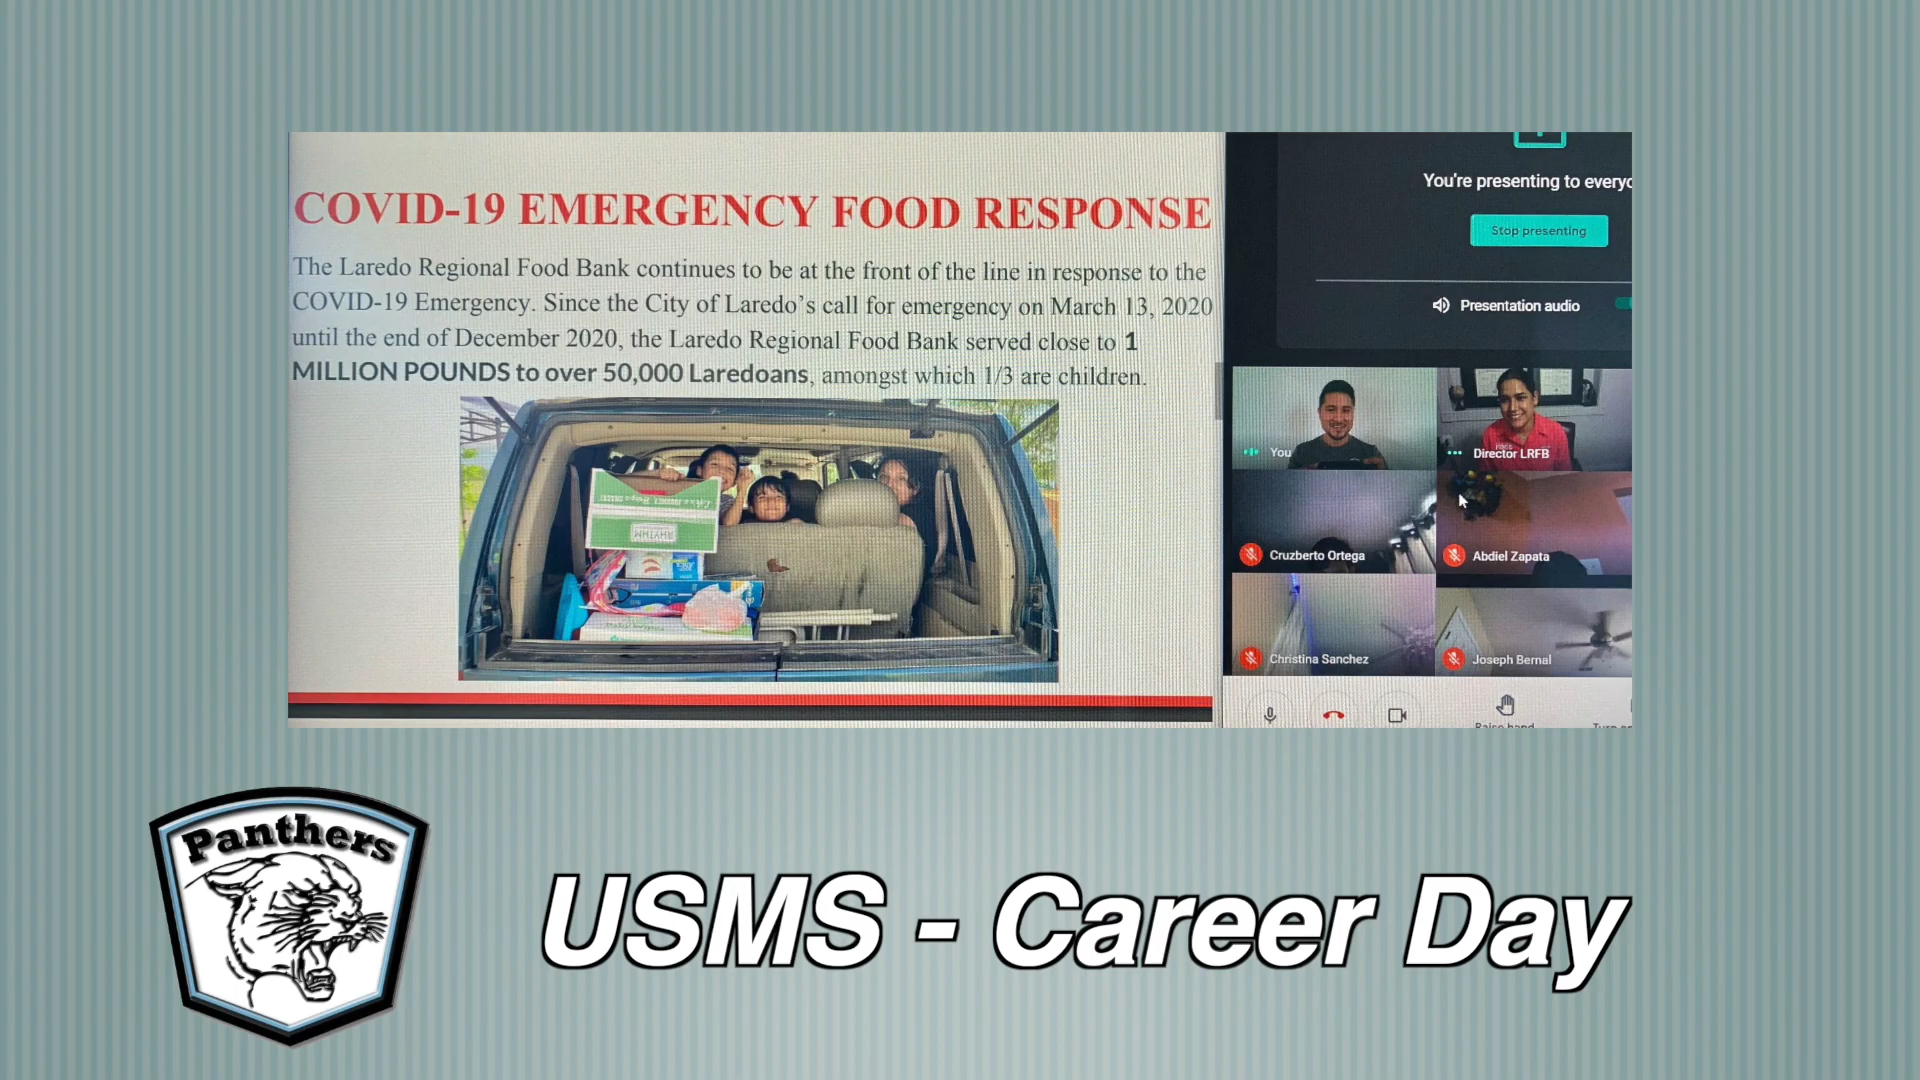 COVID-19 EMERGENCY FOOD RESPONSE
The Laredo Regional Food Bank continues to be at the front of the line in response to the
COVID-19 Emergency. Since the City of Laredo's call for emergency on March 13, 2020
until the end of December 2020, the Laredo Regional Food Bank served close to 1
MILLION POUNDS to over 50,000 Laredoans, amongst which 1/3 are children.
RHYTHM
You're presenting to everyo
Stop presenting
Presentation audio
You
Director LRFB
Cruzberto Ortega
Abdiel Zapata
Christina Sanchez
Joseph Bernal
Raise hand
Panthers
USMS - Career Day